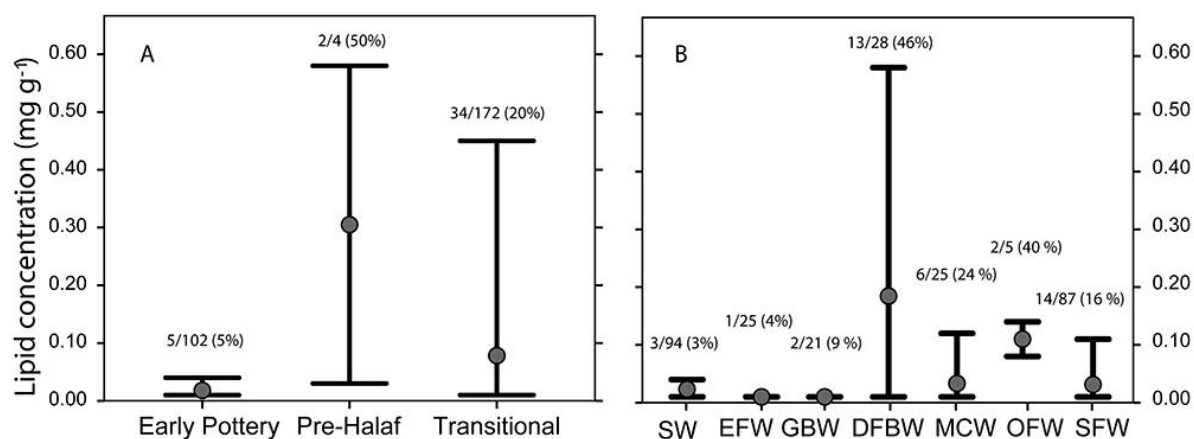 A
B
Lipid concentration (mg g⁻¹)
0.60
0.50
0.40
0.30
0.20
0.10
0.00
5/102 (5%)
2/4 (50%)
34/172 (20%)
Early Pottery
Pre-Halaf
Transitional
3/94 (3%)
1/25 (4%)
2/21 (9 %)
13/28 (46%)
6/25 (24 %)
2/5 (40 %)
14/87 (16 %)
0.60
0.50
0.40
0.30
0.20
0.10
0.00
SW
EFW
GBW
DFBW
MCW
OFW
SFW